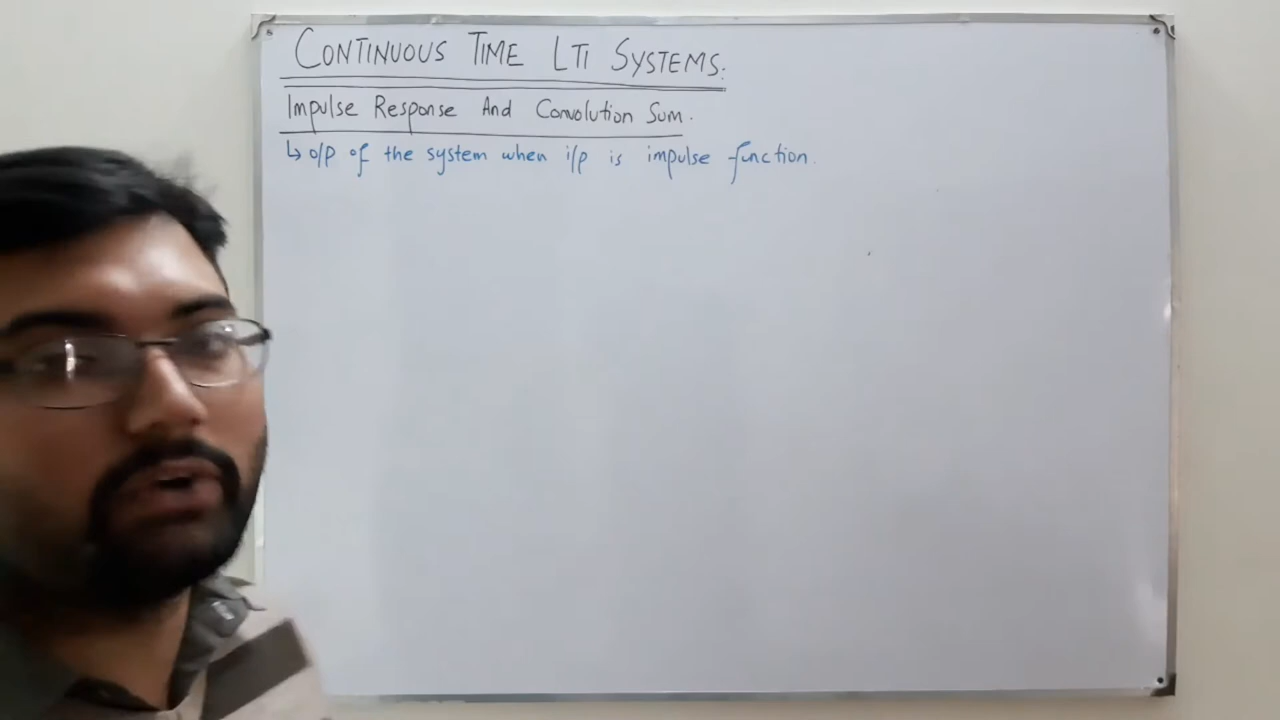 CONTINUOUS TIME LTI SYSTEMS:
Impulse Response And Convolution Sum.
↳ o/p of the system when i/p is impulse function.